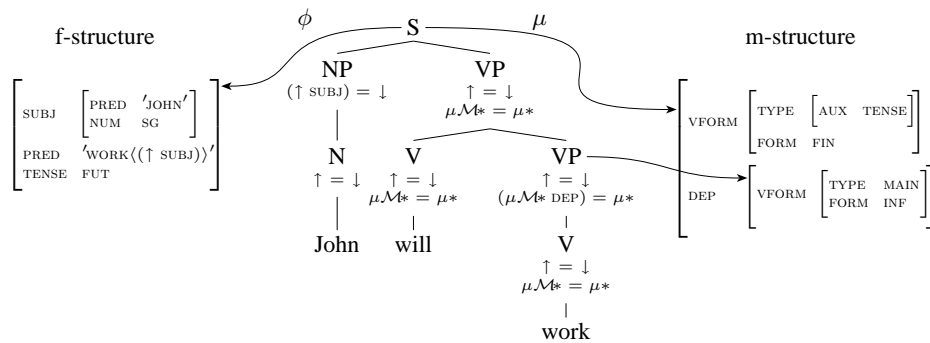 ϕ S μ
f-structure m-structure
NP VP
(↑ SUBJ) = ↓ ↑ = ↓
μM∗ = μ∗
SUBJ [PRED 'JOHN'
NUM SG]
PRED 'WORK⟨(↑ SUBJ)⟩'
TENSE FUT
VFORM [TYPE [AUX TENSE]
FORM FIN]
DEP [VFORM [TYPE MAIN
FORM INF]]
N V VP
↑ = ↓ ↑ = ↓ ↑ = ↓
μM∗ = μ∗ (μM∗ DEP) = μ∗
John will V
↑ = ↓
μM∗ = μ∗
work